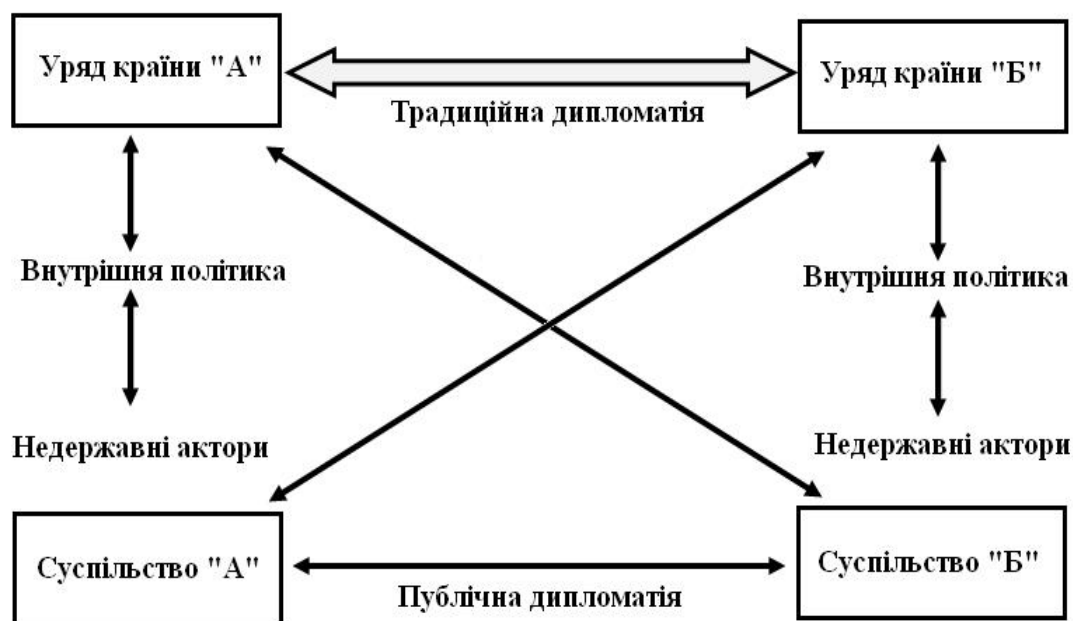 Уряд країни "А"
Уряд країни "Б"
Традиційна дипломатія
Внутрішня політика
Внутрішня політика
Недержавні актори
Недержавні актори
Суспільство "А"
Суспільство "Б"
Публічна дипломатія